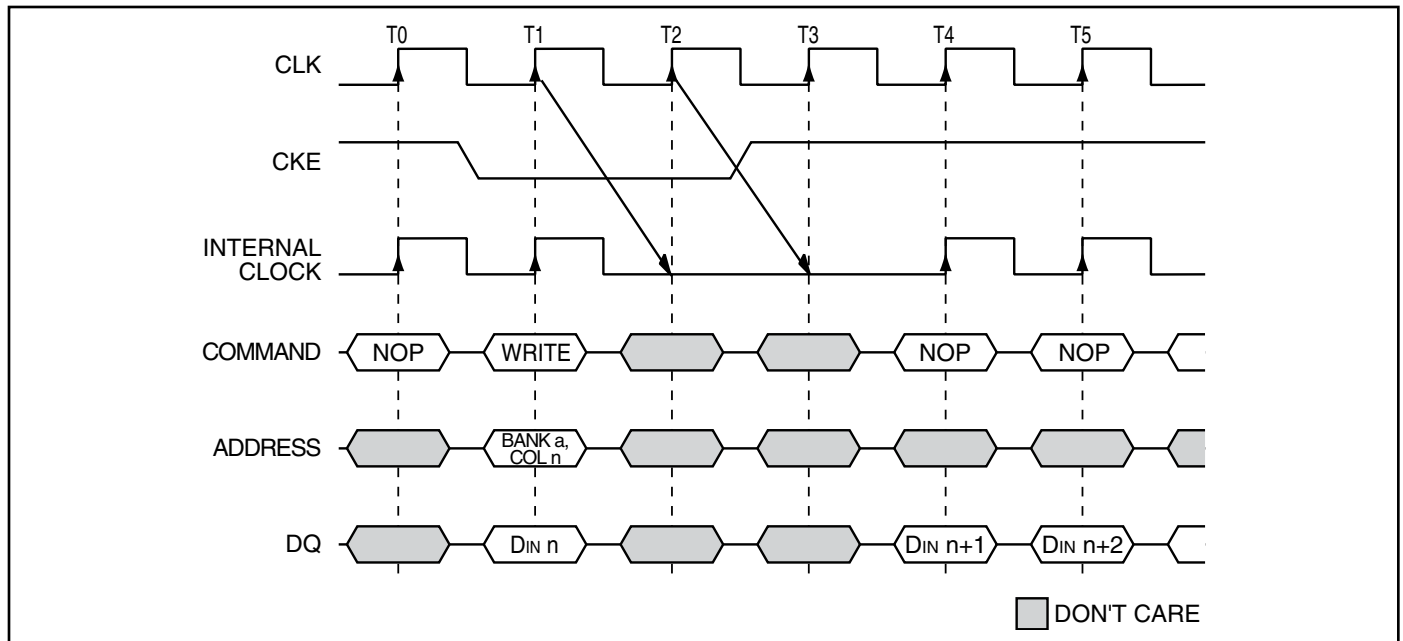 T0 T1 T2 T3 T4 T5
CLK
CKE
INTERNAL
CLOCK
COMMAND NOP WRITE NOP NOP
ADDRESS BANK a,
COL n
DQ DIN n DIN n+1 DIN n+2
DON'T CARE